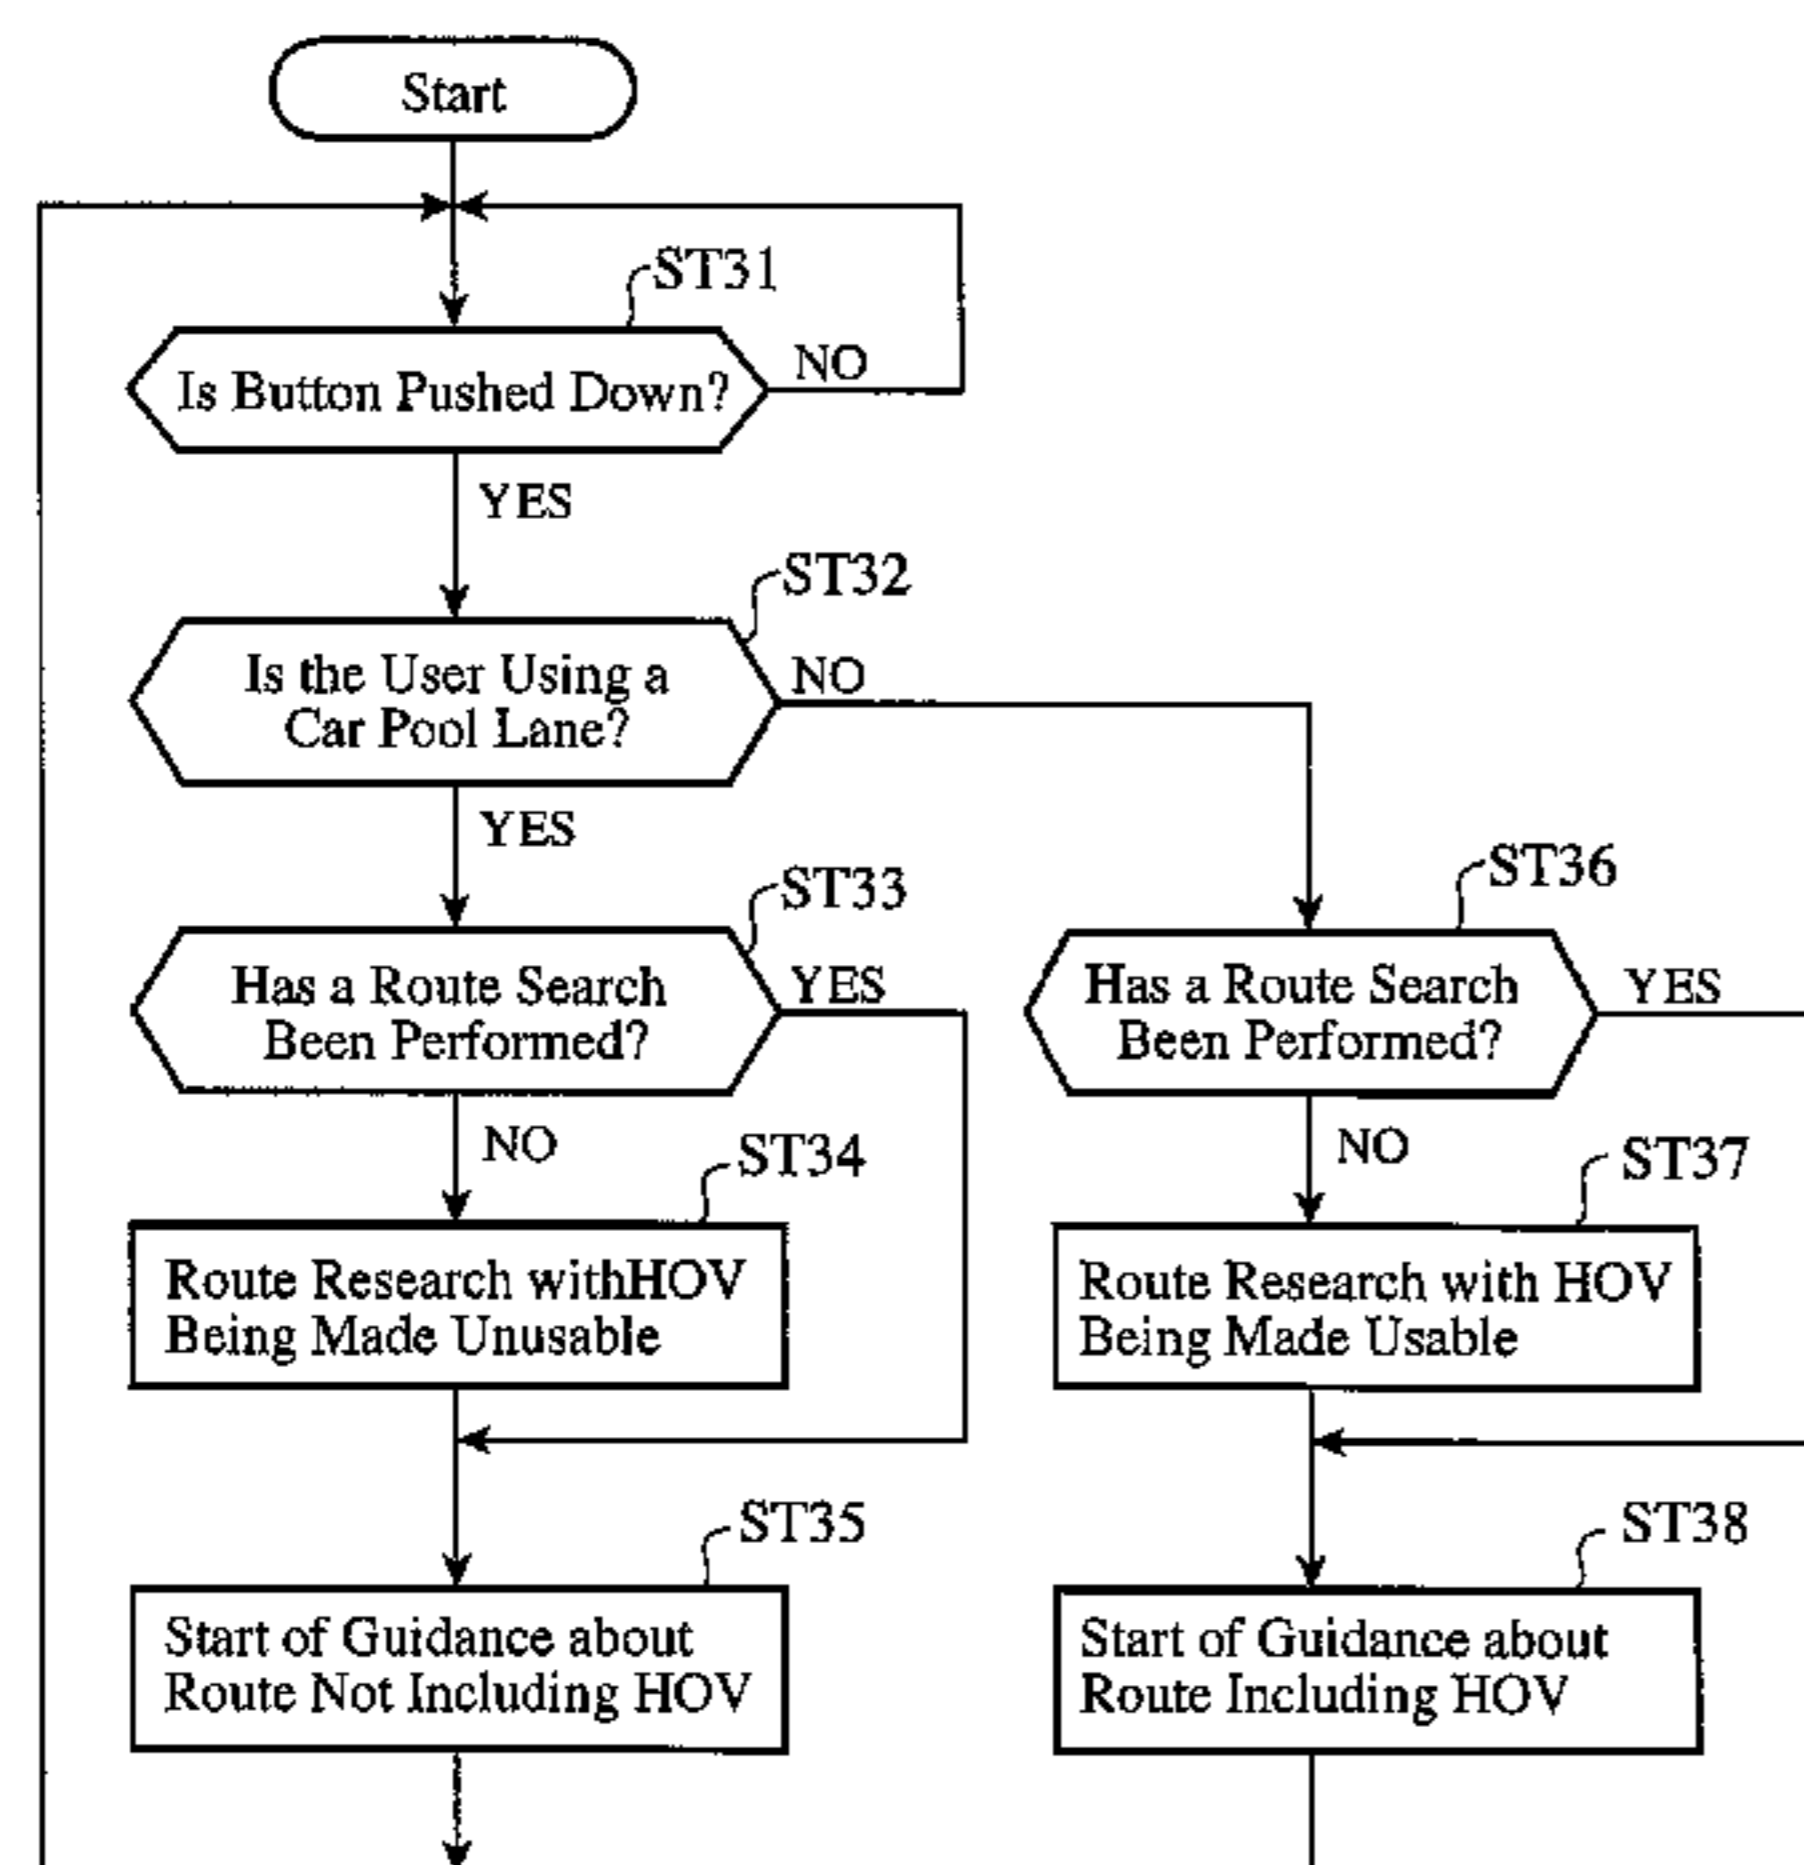 Start
ST31
Is Button Pushed Down?
NO
YES
ST32
Is the User Using a
Car Pool Lane?
NO
YES
ST33
Has a Route Search
Been Performed?
YES
NO
ST36
Has a Route Search
Been Performed?
YES
NO
ST34
Route Research withHOV
Being Made Unusable
ST37
Route Research with HOV
Being Made Usable
ST35
Start of Guidance about
Route Not Including HOV
ST38
Start of Guidance about
Route Including HOV